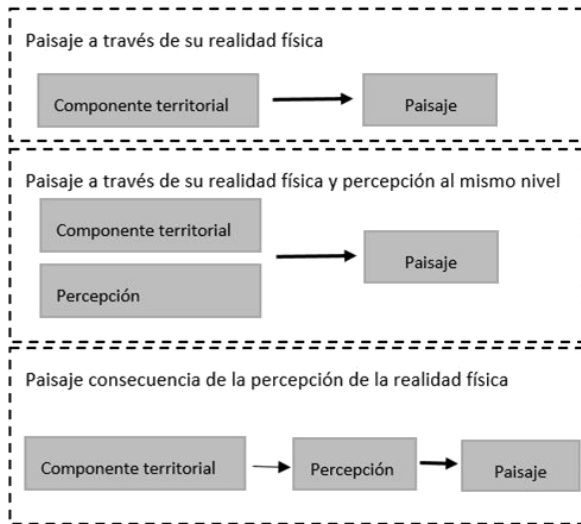 Paisaje a través de su realidad física
Componente territorial
Paisaje
Paisaje a través de su realidad física y percepción al mismo nivel
Componente territorial
Paisaje
Percepción
Paisaje consecuencia de la percepción de la realidad física
Componente territorial
Percepción
Paisaje